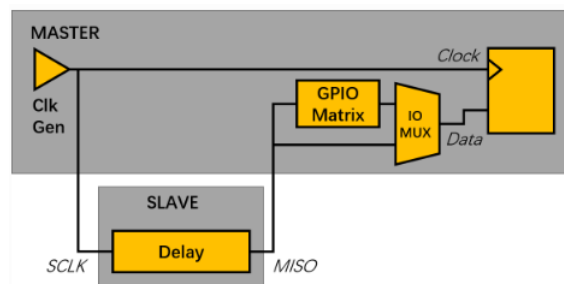 MASTER
Clock
Clk
Gen
GPIO
Matrix
IO
MUX
Data
SLAVE
Delay
SCLK
MISO